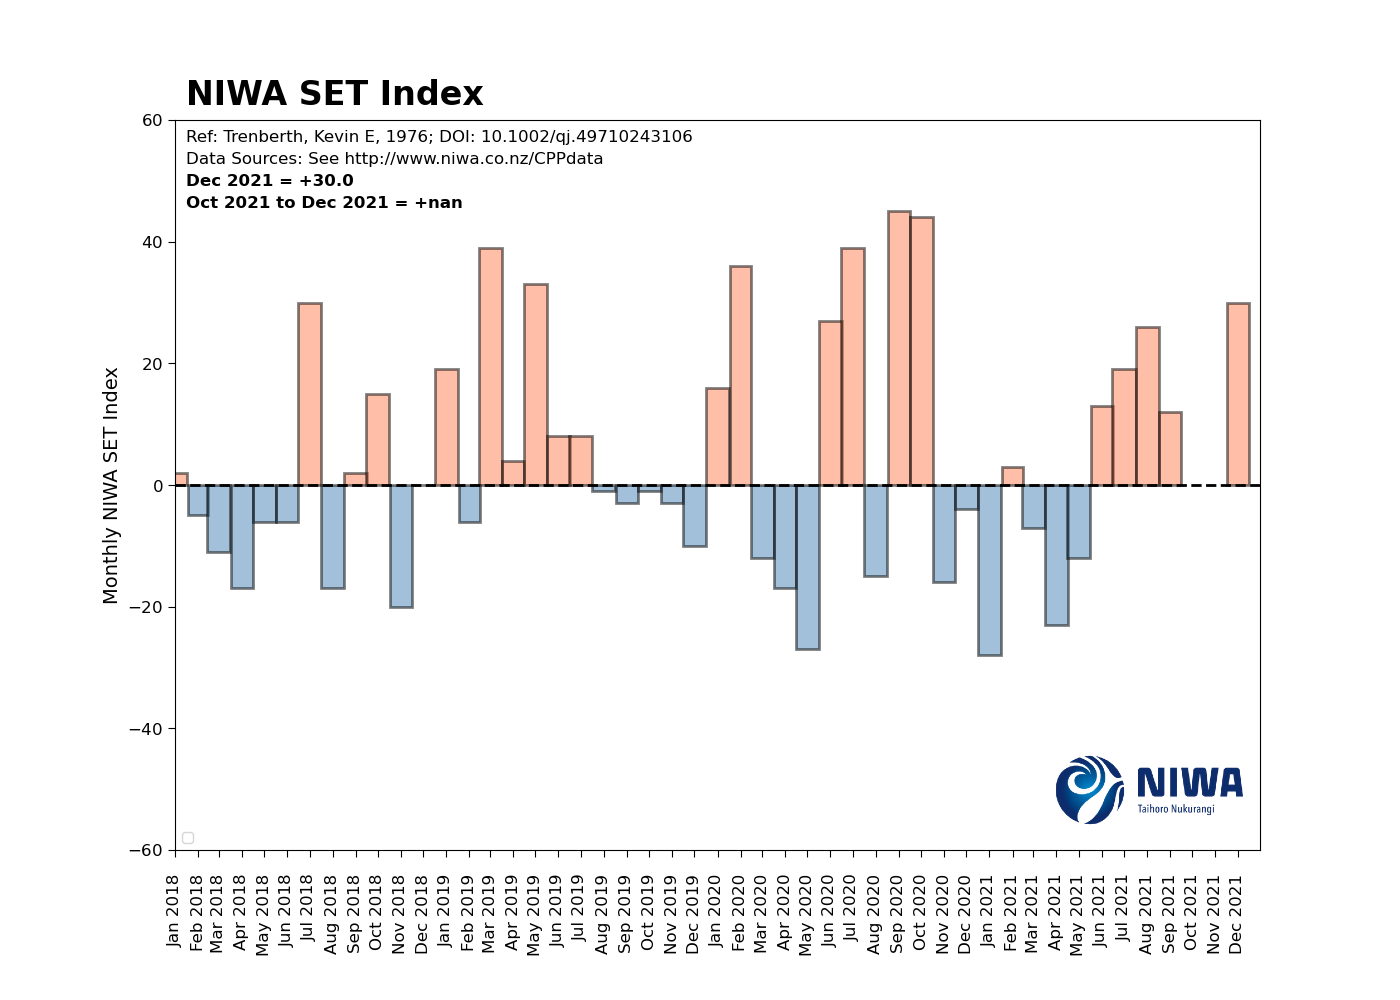 NIWA SET Index
Ref: Trenberth, Kevin E, 1976; DOI: 10.1002/qj.49710243106
Data Sources: See http://www.niwa.co.nz/CPPdata
Dec 2021 = +30.0
Oct 2021 to Dec 2021 = +nan
Monthly NIWA SET Index
60
40
20
0
−20
−40
−60
NIWA
Taihoro Nukurangi
Jan 2018
Feb 2018
Mar 2018
Apr 2018
May 2018
Jun 2018
Jul 2018
Aug 2018
Sep 2018
Oct 2018
Nov 2018
Dec 2018
Jan 2019
Feb 2019
Mar 2019
Apr 2019
May 2019
Jun 2019
Jul 2019
Aug 2019
Sep 2019
Oct 2019
Nov 2019
Dec 2019
Jan 2020
Feb 2020
Mar 2020
Apr 2020
May 2020
Jun 2020
Jul 2020
Aug 2020
Sep 2020
Oct 2020
Nov 2020
Dec 2020
Jan 2021
Feb 2021
Mar 2021
Apr 2021
May 2021
Jun 2021
Jul 2021
Aug 2021
Sep 2021
Oct 2021
Nov 2021
Dec 2021